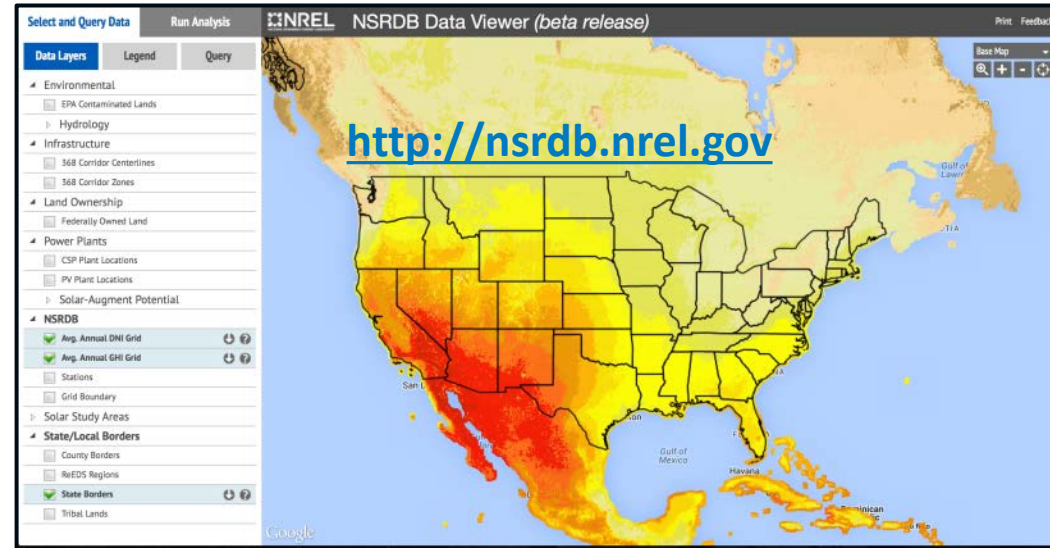 Select and Query Data Run Analysis
NREL NSRDB Data Viewer (beta release)
Print Feedback
Data Layers Legend Query
Base Map
Environmental
EPA Contaminated Lands
Hydrology
Infrastructure
368 Corridor Centerlines
368 Corridor Zones
Land Ownership
Federally Owned Land
Power Plants
CSP Plant Locations
PV Plant Locations
Solar-Augment Potential
NSRDB
Avg. Annual DNI Grid
Avg. Annual GHI Grid
Stations
Grid Boundary
Solar Study Areas
State/Local Borders
County Borders
ReEDS Regions
State Borders
Tribal Lands
http://nsrdb.nrel.gov
Gulf of
San
Gulf of
Mexico
Havana
Google